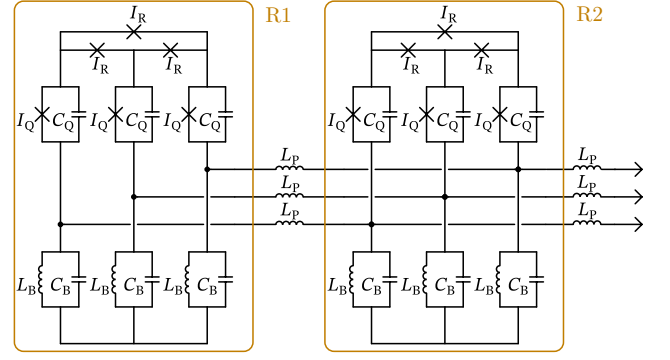 I_R R1 I_R R2
I_R I_R I_R I_R
I_Q C_Q I_Q C_Q I_Q C_Q I_Q C_Q I_Q C_Q I_Q C_Q
L_P L_P
L_P L_P
L_P L_P
L_B C_B L_B C_B L_B C_B L_B C_B L_B C_B L_B C_B